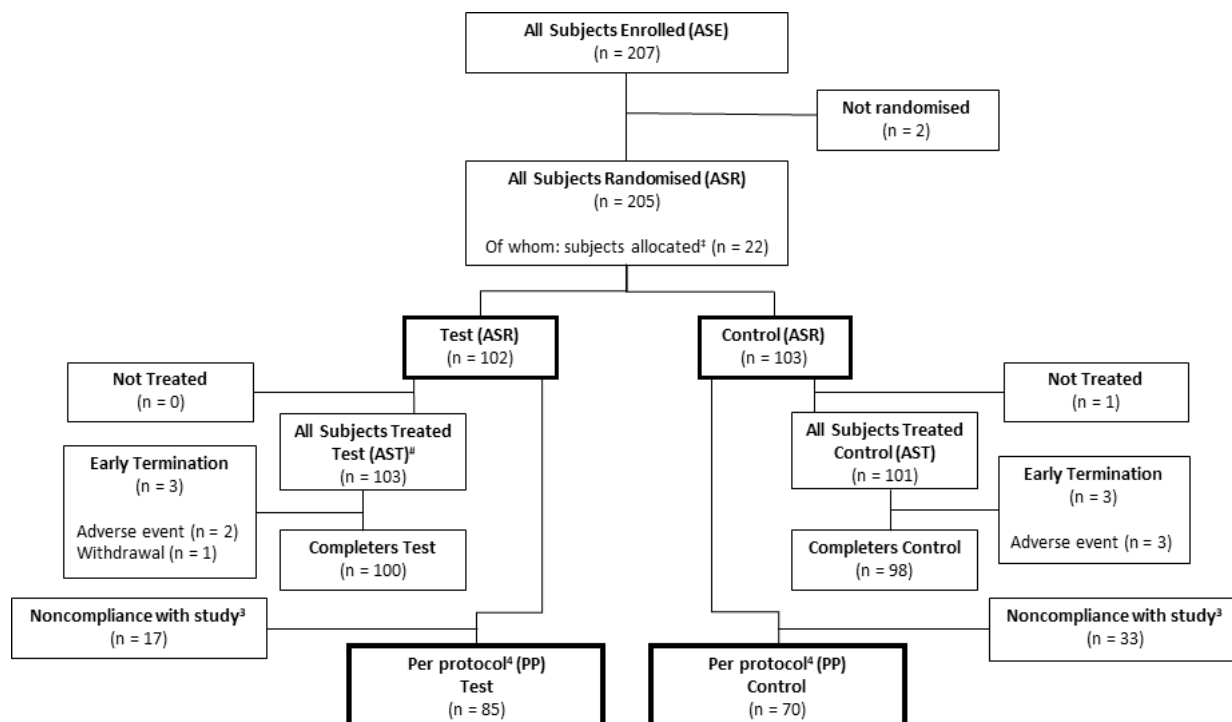 All Subjects Enrolled (ASE)
(n = 207)
Not randomised
(n = 2)
All Subjects Randomised (ASR)
(n = 205)
Of whom: subjects allocated‡ (n = 22)
Test (ASR)
(n = 102)
Control (ASR)
(n = 103)
Not Treated
(n = 0)
Not Treated
(n = 1)
All Subjects Treated
Test (AST)#
(n = 103)
All Subjects Treated
Control (AST)
(n = 101)
Early Termination
(n = 3)
Adverse event (n = 2)
Withdrawal (n = 1)
Early Termination
(n = 3)
Adverse event (n = 3)
Completers Test
(n = 100)
Completers Control
(n = 98)
Noncompliance with study³
(n = 17)
Noncompliance with study³
(n = 33)
Per protocol⁴ (PP)
Test
(n = 85)
Per protocol⁴ (PP)
Control
(n = 70)